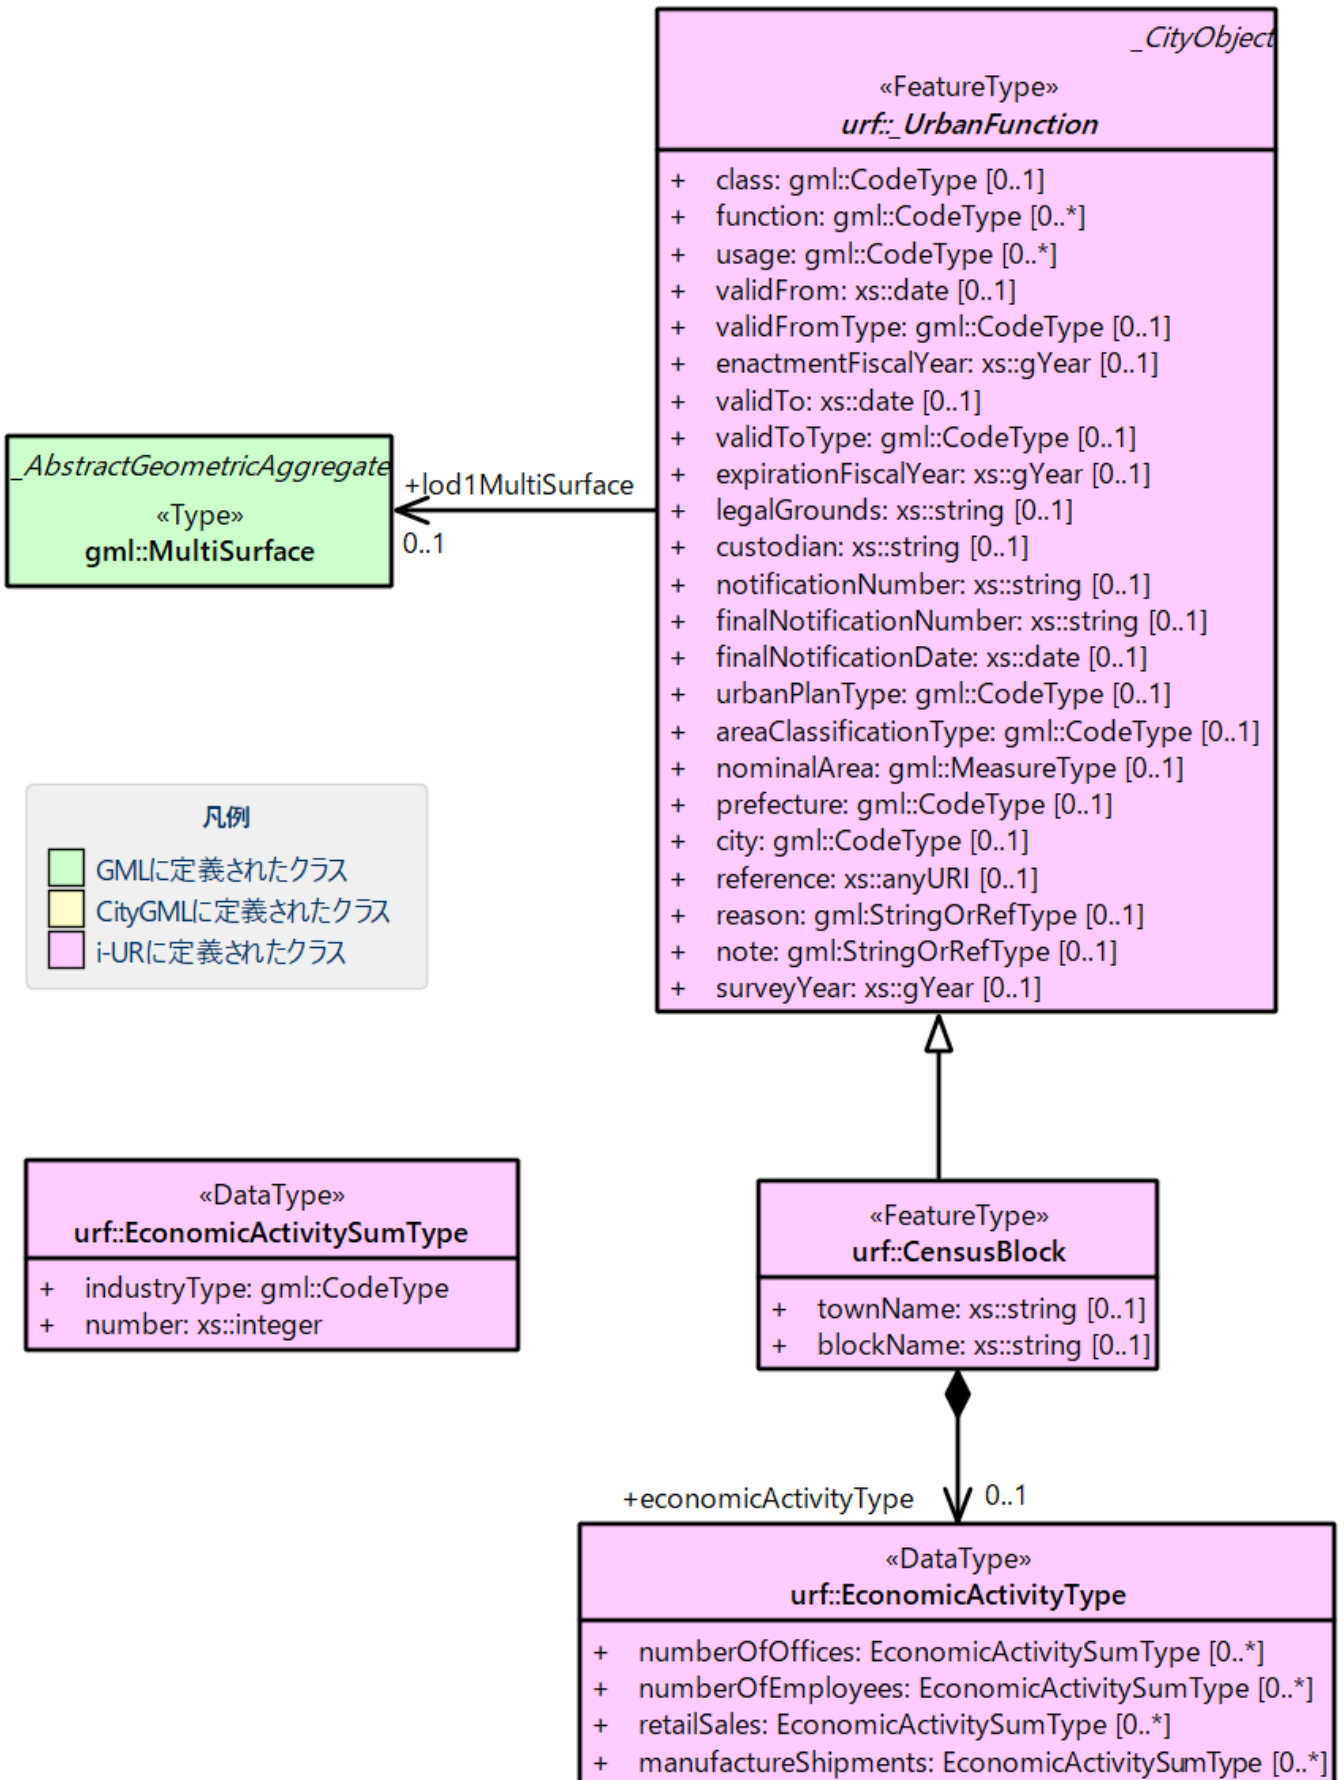 _CityObject
«FeatureType»
urf::_UrbanFunction
+ class: gml::CodeType [0..1]
+ function: gml::CodeType [0..*]
+ usage: gml::CodeType [0..*]
+ validFrom: xs::date [0..1]
+ validFromType: gml::CodeType [0..1]
+ enactmentFiscalYear: xs::gYear [0..1]
+ validTo: xs::date [0..1]
+ validToType: gml::CodeType [0..1]
+ expirationFiscalYear: xs::gYear [0..1]
+ legalGrounds: xs::string [0..1]
+ custodian: xs::string [0..1]
+ notificationNumber: xs::string [0..1]
+ finalNotificationNumber: xs::string [0..1]
+ finalNotificationDate: xs::date [0..1]
+ urbanPlanType: gml::CodeType [0..1]
+ areaClassificationType: gml::CodeType [0..1]
+ nominalArea: gml::MeasureType [0..1]
+ prefecture: gml::CodeType [0..1]
+ city: gml::CodeType [0..1]
+ reference: xs::anyURI [0..1]
+ reason: gml:StringOrRefType [0..1]
+ note: gml:StringOrRefType [0..1]
+ surveyYear: xs::gYear [0..1]
_AbstractGeometricAggregate
«Type»
gml::MultiSurface
+lod1MultiSurface
0..1
凡例
GMLに定義されたクラス
CityGMLに定義されたクラス
i-URに定義されたクラス
«DataType»
urf::EconomicActivitySumType
+ industryType: gml::CodeType
+ number: xs::integer
«FeatureType»
urf::CensusBlock
+ townName: xs::string [0..1]
+ blockName: xs::string [0..1]
+economicActivityType
0..1
«DataType»
urf::EconomicActivityType
+ numberOfOffices: EconomicActivitySumType [0..*]
+ numberOfEmployees: EconomicActivitySumType [0..*]
+ retailSales: EconomicActivitySumType [0..*]
+ manufactureShipments: EconomicActivitySumType [0..*]